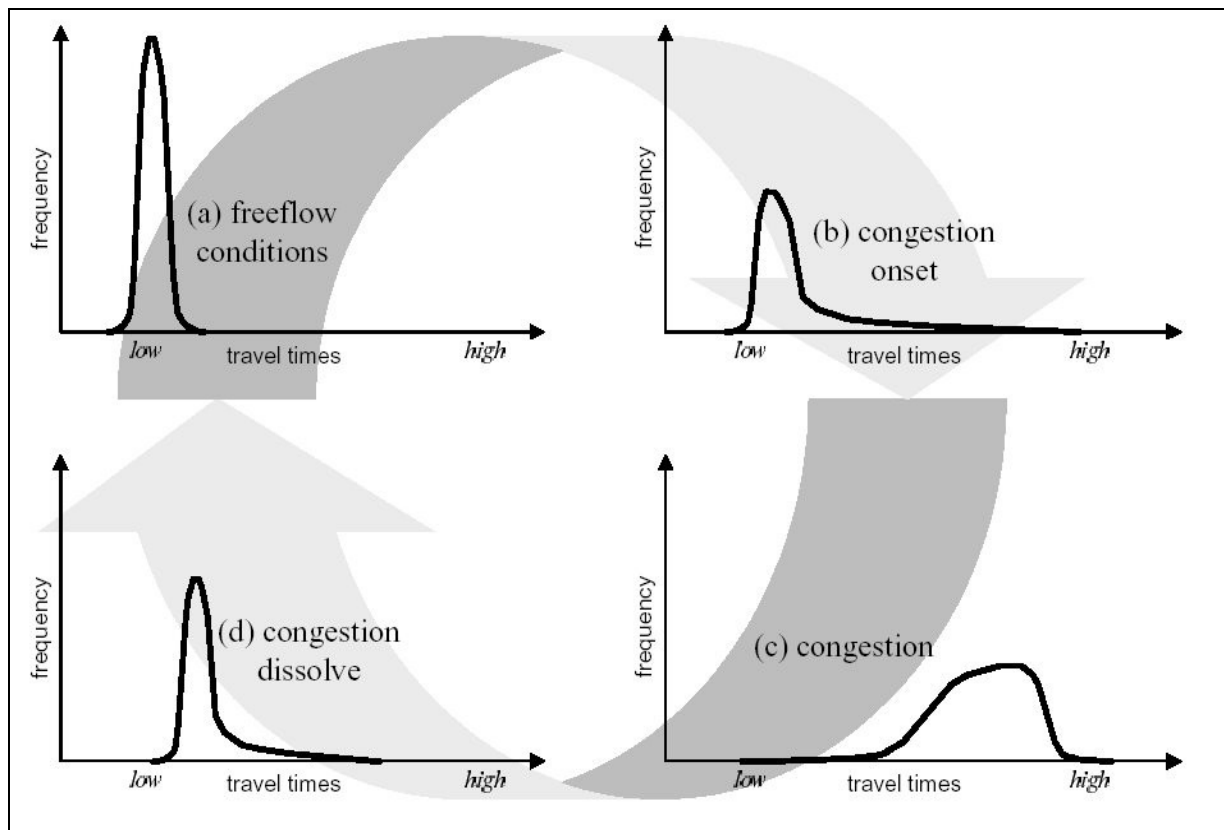 frequency
(a) freeflow
conditions
low
travel times
high
frequency
(b) congestion
onset
low
travel times
high
frequency
(d) congestion
dissolve
low
travel times
high
frequency
(c) congestion
low
travel times
high